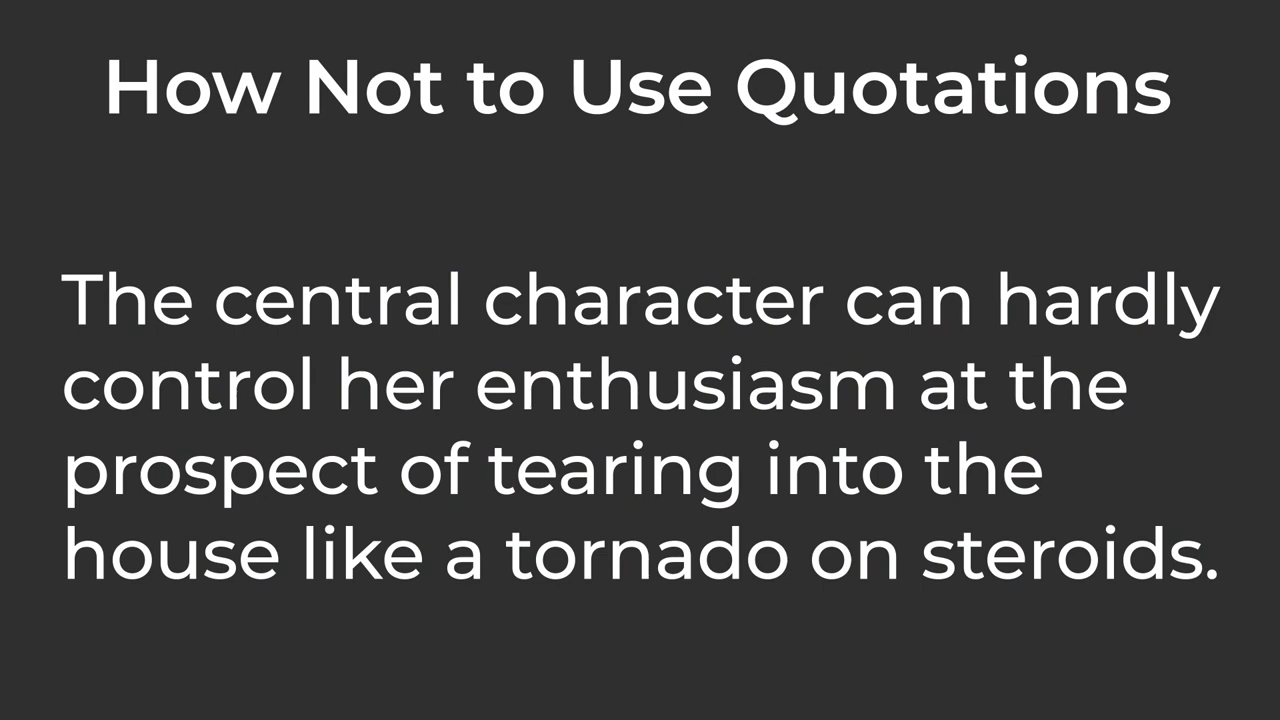 How Not to Use Quotations
The central character can hardly
control her enthusiasm at the
prospect of tearing into the
house like a tornado on steroids.